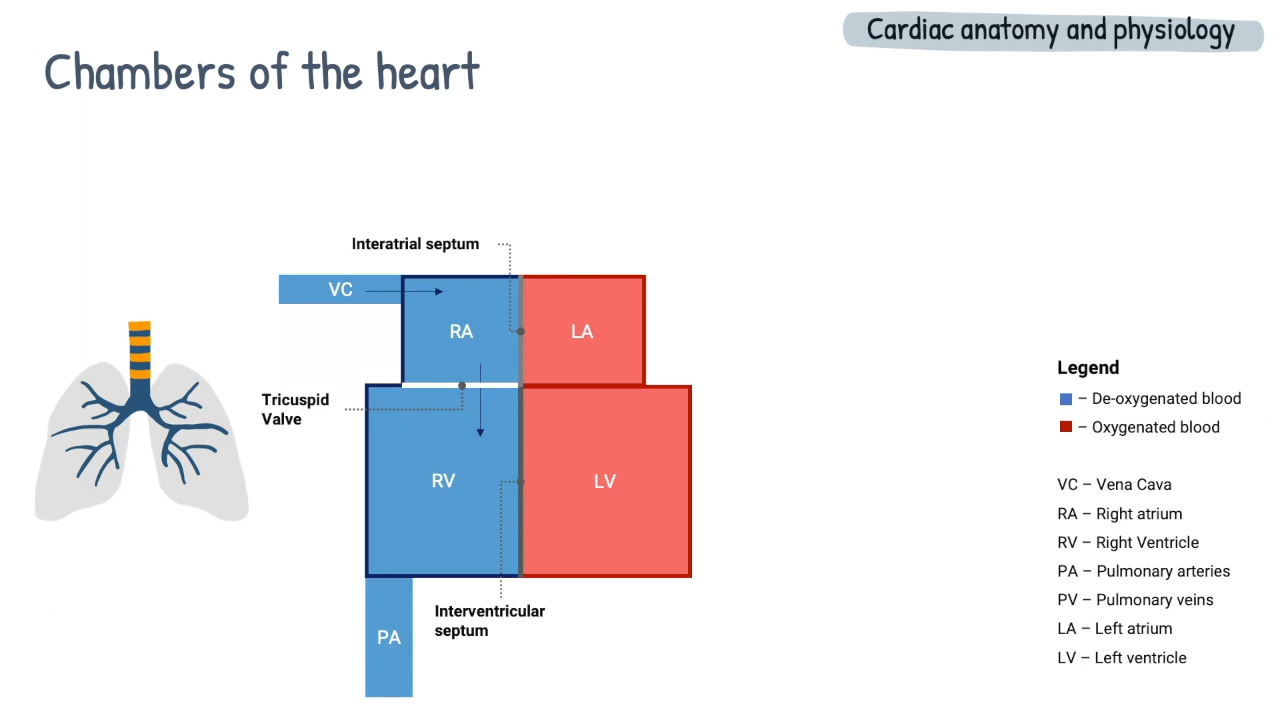 Cardiac anatomy and physiology
Chambers of the heart
Interatrial septum
VC
RA
LA
Tricuspid
Valve
RV
LV
Interventricular
septum
PA
Legend
– De-oxygenated blood
– Oxygenated blood
VC – Vena Cava
RA – Right atrium
RV – Right Ventricle
PA – Pulmonary arteries
PV – Pulmonary veins
LA – Left atrium
LV – Left ventricle